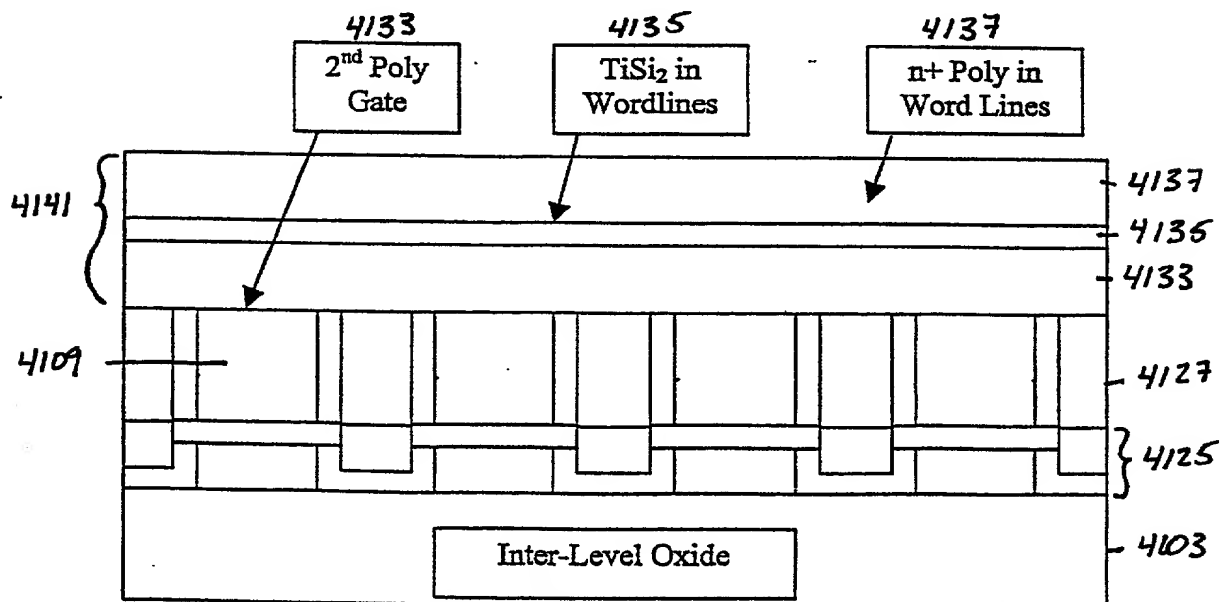 4133
4135
4137
2nd Poly
Gate
TiSi2 in
Wordlines
n+ Poly in
Word Lines
4141
4137
4135
4133
4109
4127
4125
4103
Inter-Level Oxide